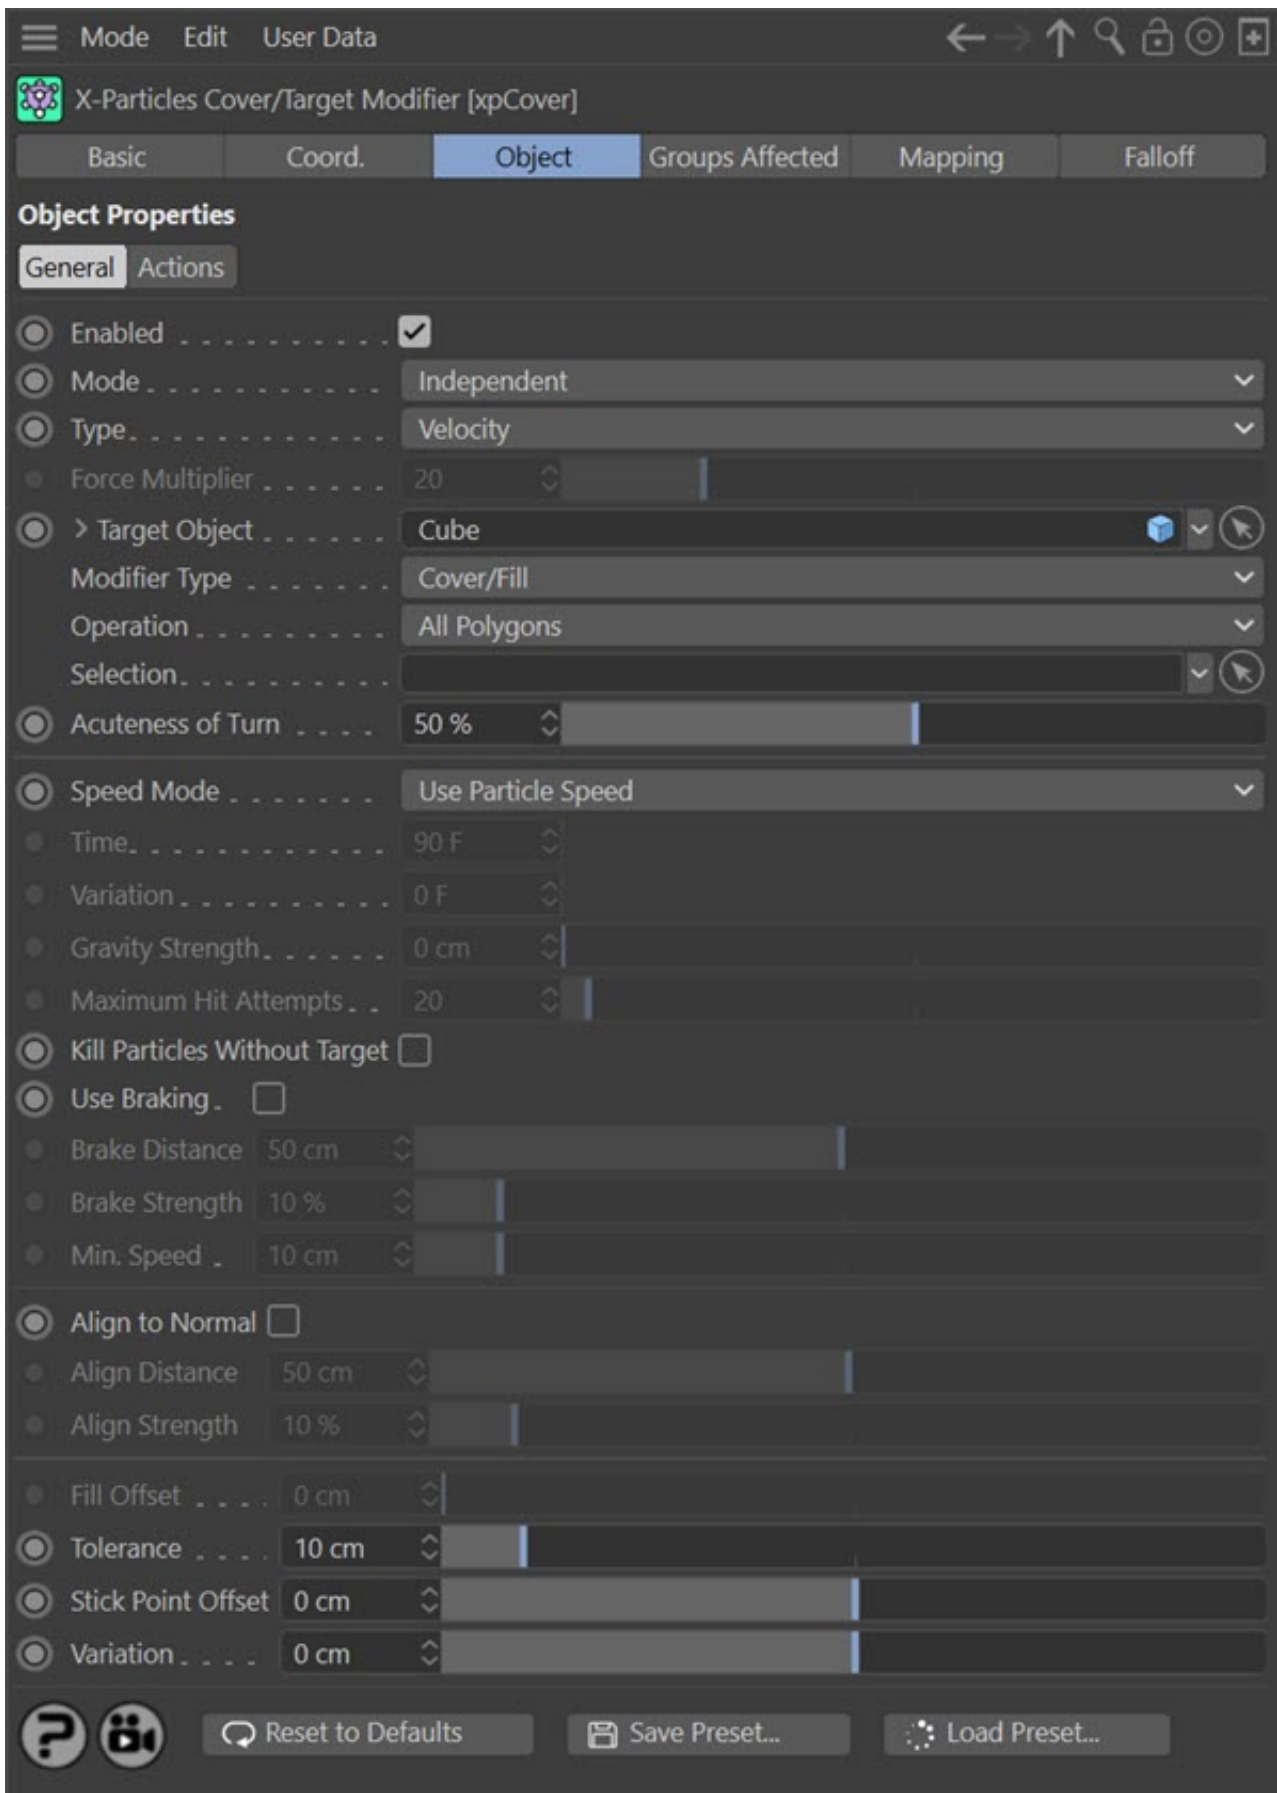 Mode Edit User Data
X-Particles Cover/Target Modifier [xpCover]
Basic Coord. Object Groups Affected Mapping Falloff
Object Properties
General Actions
Enabled
Mode Independent
Type Velocity
Force Multiplier 20
> Target Object Cube
Modifier Type Cover/Fill
Operation All Polygons
Selection
Acuteness of Turn 50 %
Speed Mode Use Particle Speed
Time 90 F
Variation 0 F
Gravity Strength 0 cm
Maximum Hit Attempts 20
Kill Particles Without Target
Use Braking
Brake Distance 50 cm
Brake Strength 10 %
Min. Speed 10 cm
Align to Normal
Align Distance 50 cm
Align Strength 10 %
Fill Offset 0 cm
Tolerance 10 cm
Stick Point Offset 0 cm
Variation 0 cm
? Reset to Defaults Save Preset... Load Preset...